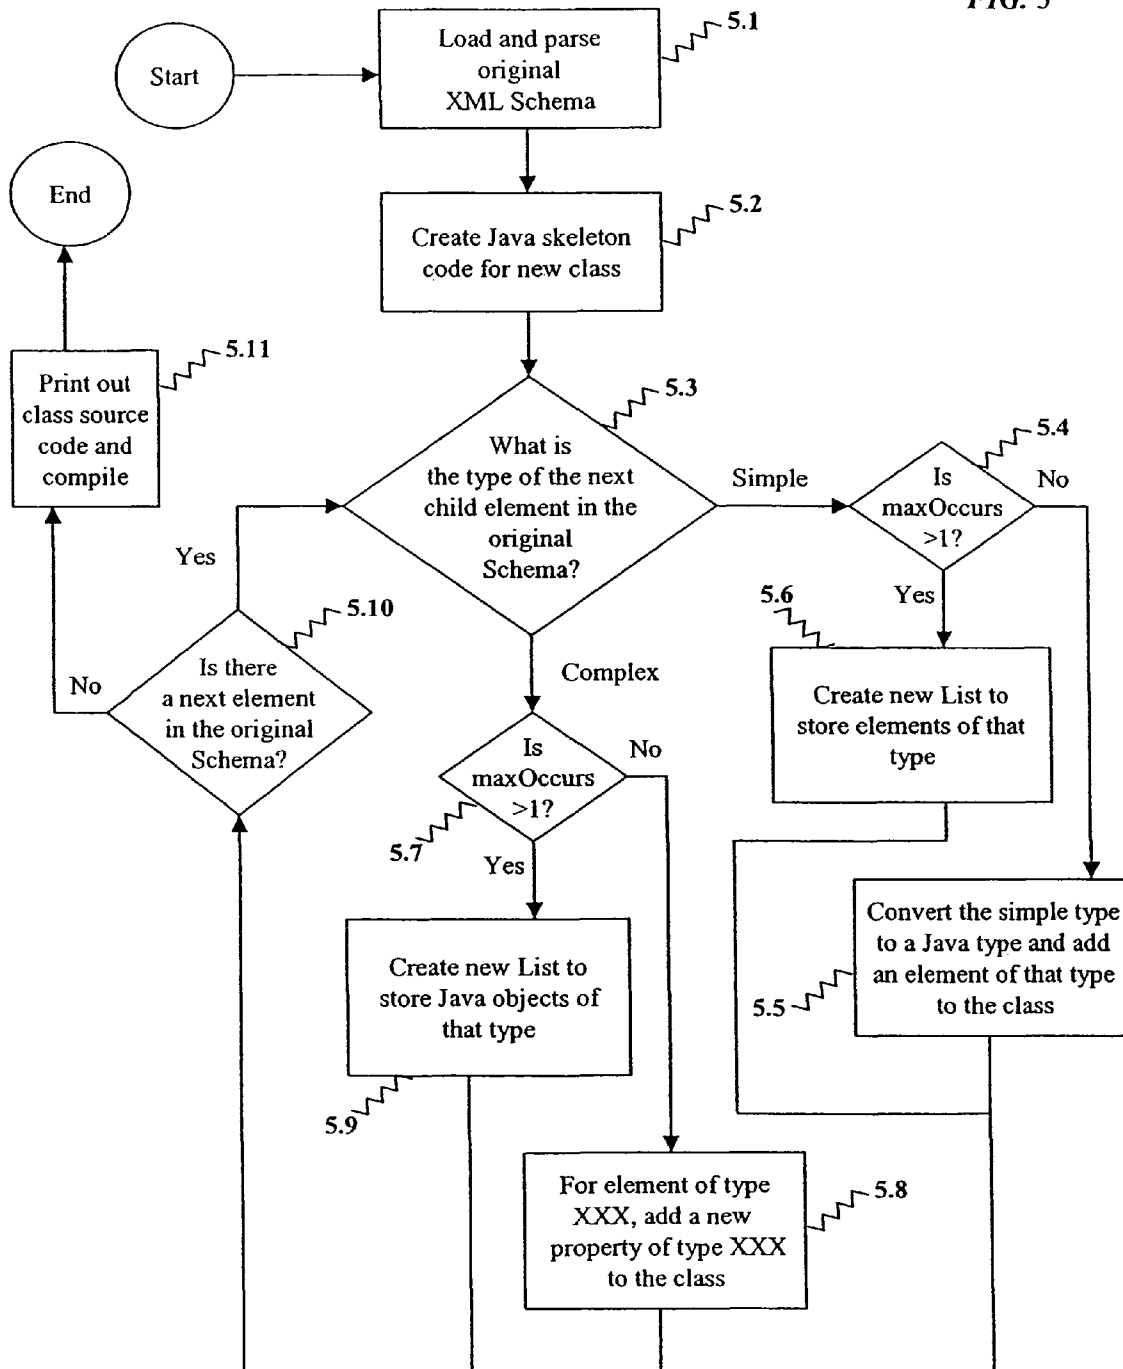 FIG. 5
Start
Load and parse
original
XML Schema
5.1
End
Create Java skeleton
code for new class
5.2
Print out
class source
code and
compile
5.11
What is
the type of the next
child element in the
original
Schema?
5.3
Simple
Is
maxOccurs
>1?
5.4
No
Yes
Yes
5.6
Create new List to
store elements of that
type
Is there
a next element
in the original
Schema?
5.10
No
Complex
Is
maxOccurs
>1?
No
5.7
Yes
Convert the simple type
to a Java type and add
an element of that type
to the class
5.5
Create new List to
store Java objects of
that type
5.9
For element of type
XXX, add a new
property of type XXX
to the class
5.8